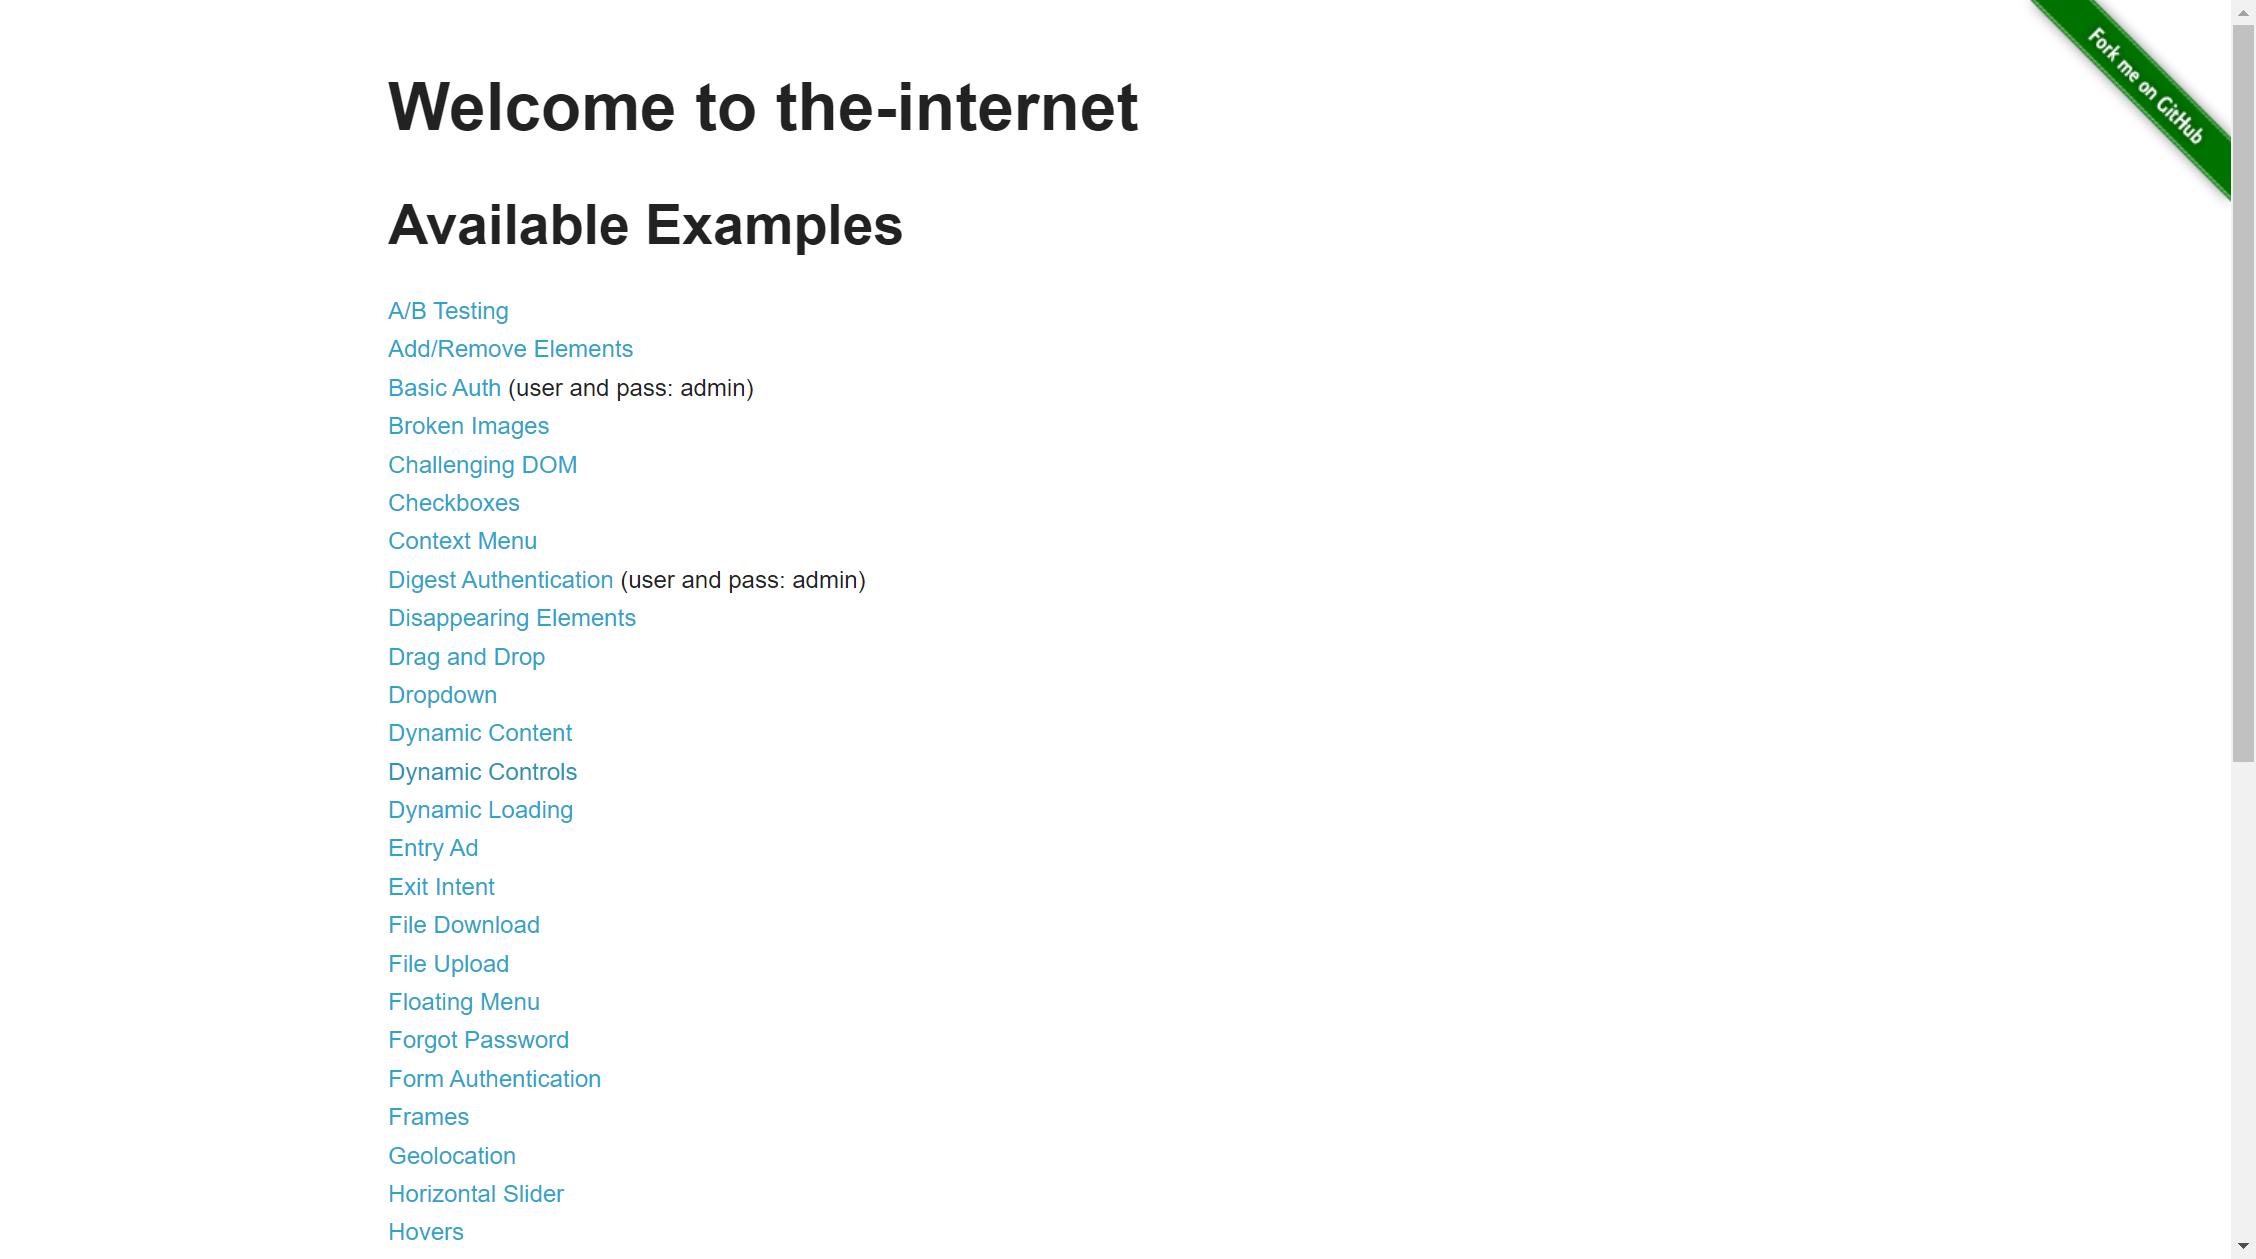 Fork me on GitHub
Welcome to the-internet
Available Examples
A/B Testing
Add/Remove Elements
Basic Auth (user and pass: admin)
Broken Images
Challenging DOM
Checkboxes
Context Menu
Digest Authentication (user and pass: admin)
Disappearing Elements
Drag and Drop
Dropdown
Dynamic Content
Dynamic Controls
Dynamic Loading
Entry Ad
Exit Intent
File Download
File Upload
Floating Menu
Forgot Password
Form Authentication
Frames
Geolocation
Horizontal Slider
Hovers